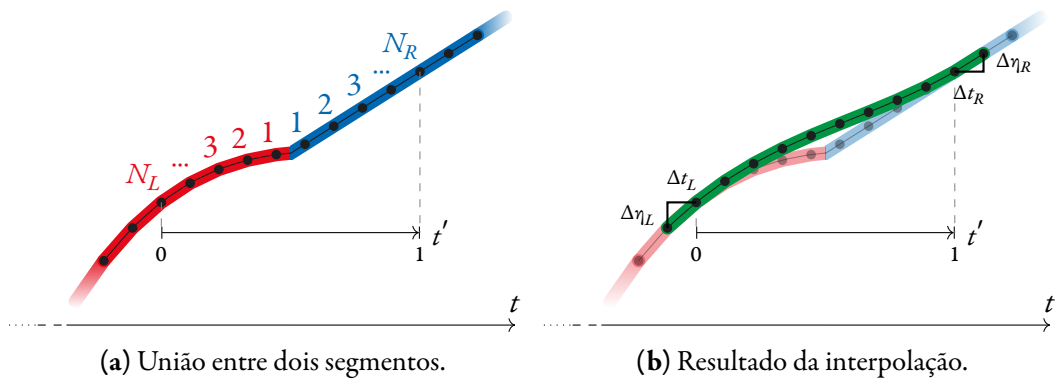 N_L ... 3 2 1 1 2 3 ... N_R
0 1 t'
t
(a) União entre dois segmentos.
Δη_R
Δt_R
Δt_L
Δη_L
0 1 t'
t
(b) Resultado da interpolação.